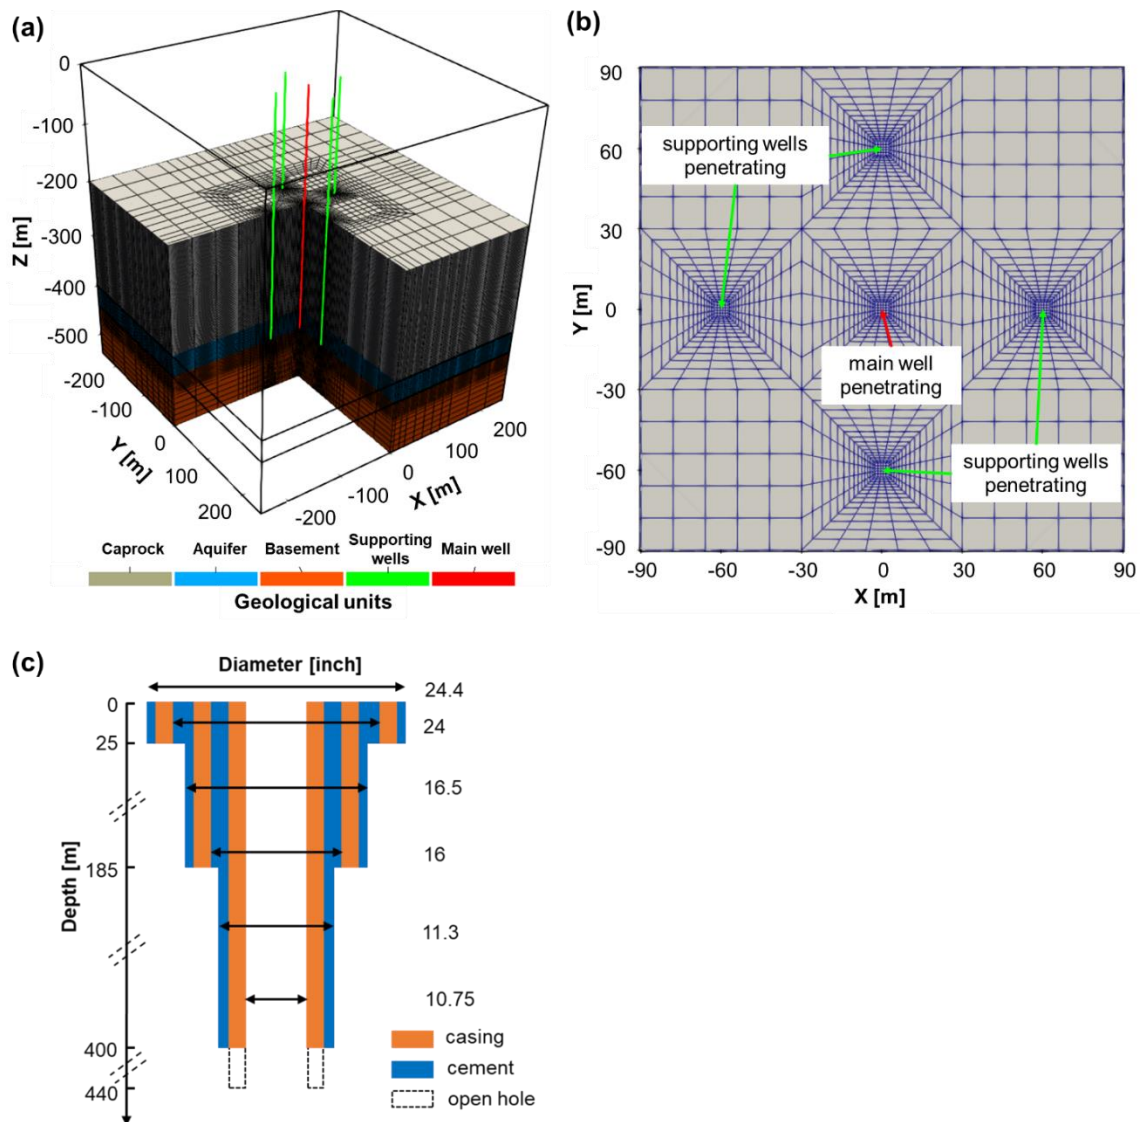 (a)
0
-100
-200
-300
-400
-500
Z [m]
-200
-100
0
100
200
Y [m]
-200
-100
0
100
200
X [m]
Caprock
Aquifer
Basement
Supporting
wells
Main well
Geological units
(b)
90
60
30
0
-30
-60
-90
Y [m]
supporting wells
penetrating
main well
penetrating
supporting wells
penetrating
-90
-60
-30
0
30
60
90
X [m]
(c)
Diameter [inch]
24.4
24
16.5
16
11.3
10.75
0
25
185
400
440
Depth [m]
casing
cement
open hole